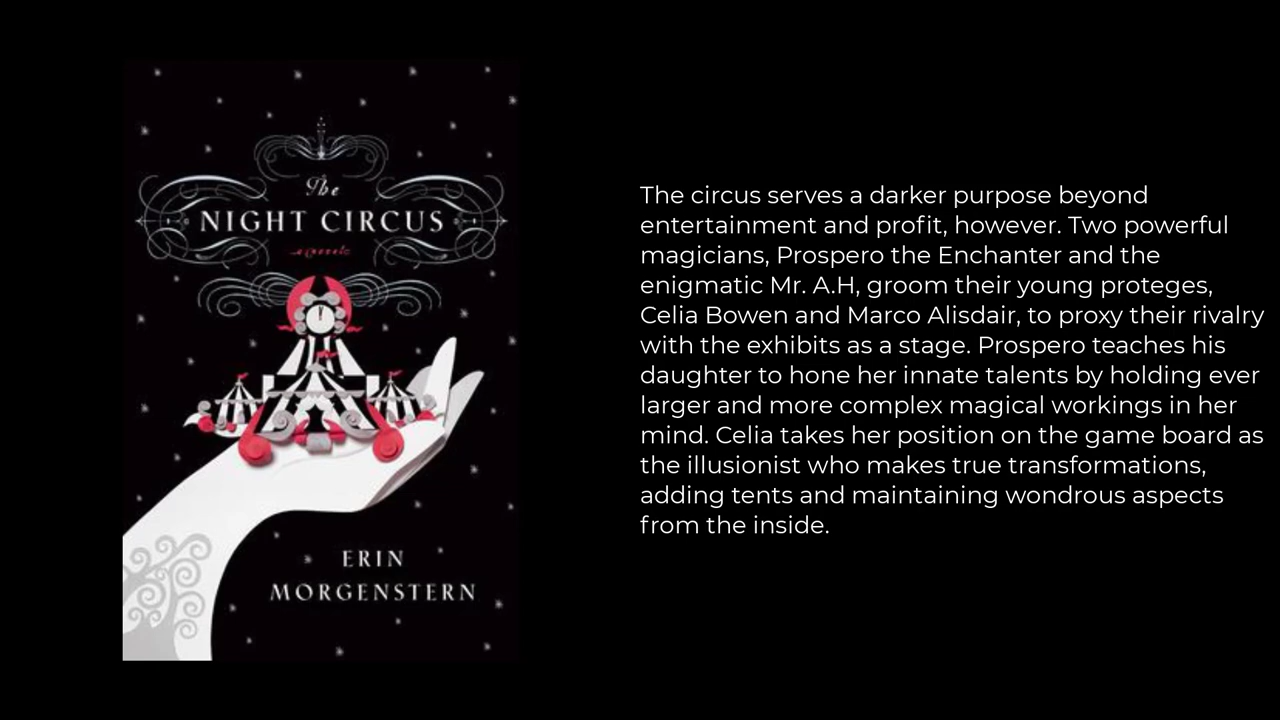 The
NIGHT CIRCUS
ERIN
MORGENSTERN
The circus serves a darker purpose beyond
entertainment and profit, however. Two powerful
magicians, Prospero the Enchanter and the
enigmatic Mr. A.H, groom their young proteges,
Celia Bowen and Marco Alisdair, to proxy their rivalry
with the exhibits as a stage. Prospero teaches his
daughter to hone her innate talents by holding ever
larger and more complex magical workings in her
mind. Celia takes her position on the game board as
the illusionist who makes true transformations,
adding tents and maintaining wondrous aspects
from the inside.